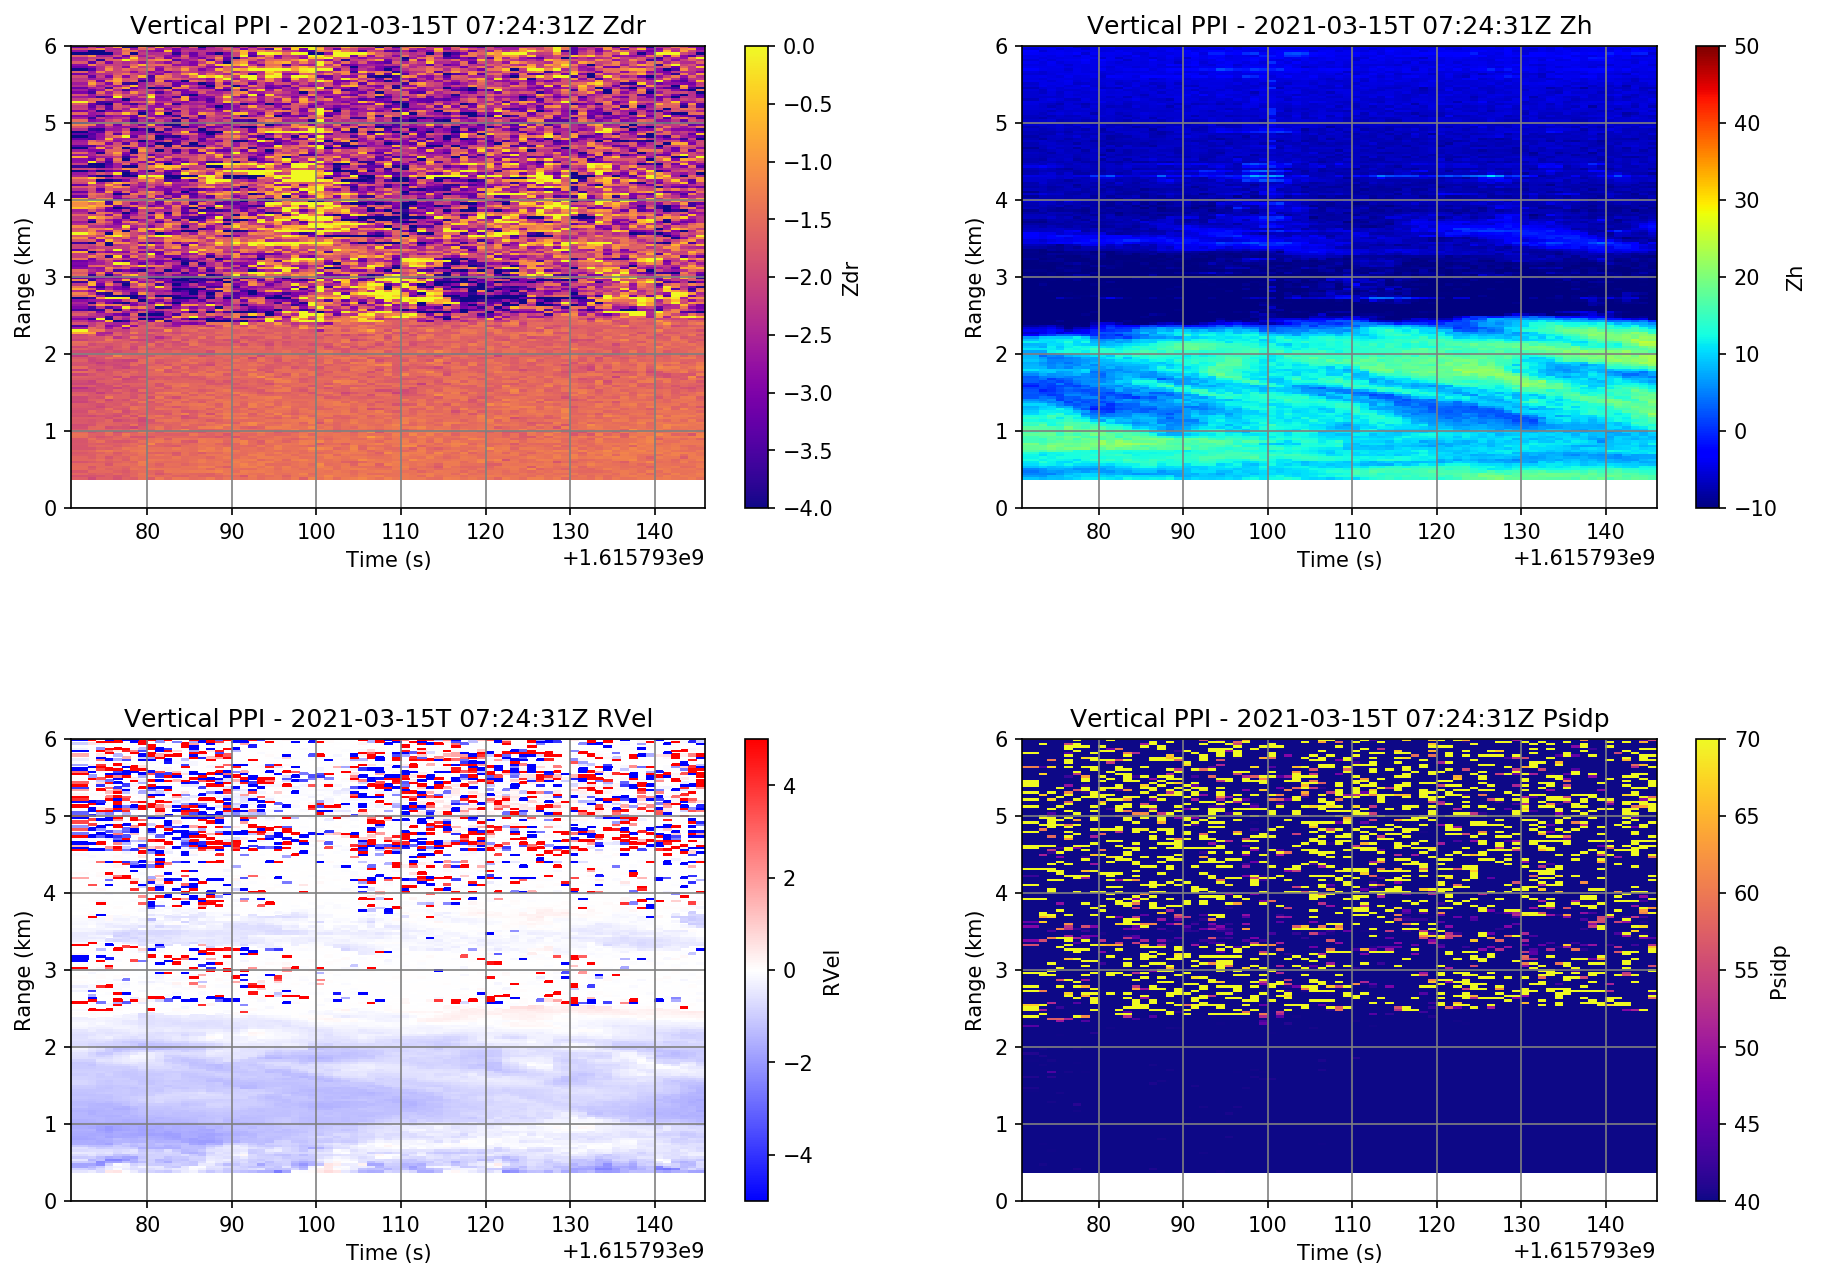 Vertical PPI - 2021-03-15T 07:24:31Z Zdr
6
5
4
3
2
1
0
Range (km)
80 90 100 110 120 130 140
Time (s)
+1.615793e9
0.0
−0.5
−1.0
−1.5
−2.0
−2.5
−3.0
−3.5
−4.0
Zdr
Vertical PPI - 2021-03-15T 07:24:31Z Zh
6
5
4
3
2
1
0
Range (km)
80 90 100 110 120 130 140
Time (s)
+1.615793e9
50
40
30
20
10
0
−10
Zh
Vertical PPI - 2021-03-15T 07:24:31Z RVel
6
5
4
3
2
1
0
Range (km)
80 90 100 110 120 130 140
Time (s)
+1.615793e9
4
2
0
−2
−4
RVel
Vertical PPI - 2021-03-15T 07:24:31Z Psidp
6
5
4
3
2
1
0
Range (km)
80 90 100 110 120 130 140
Time (s)
+1.615793e9
70
65
60
55
50
45
40
Psidp